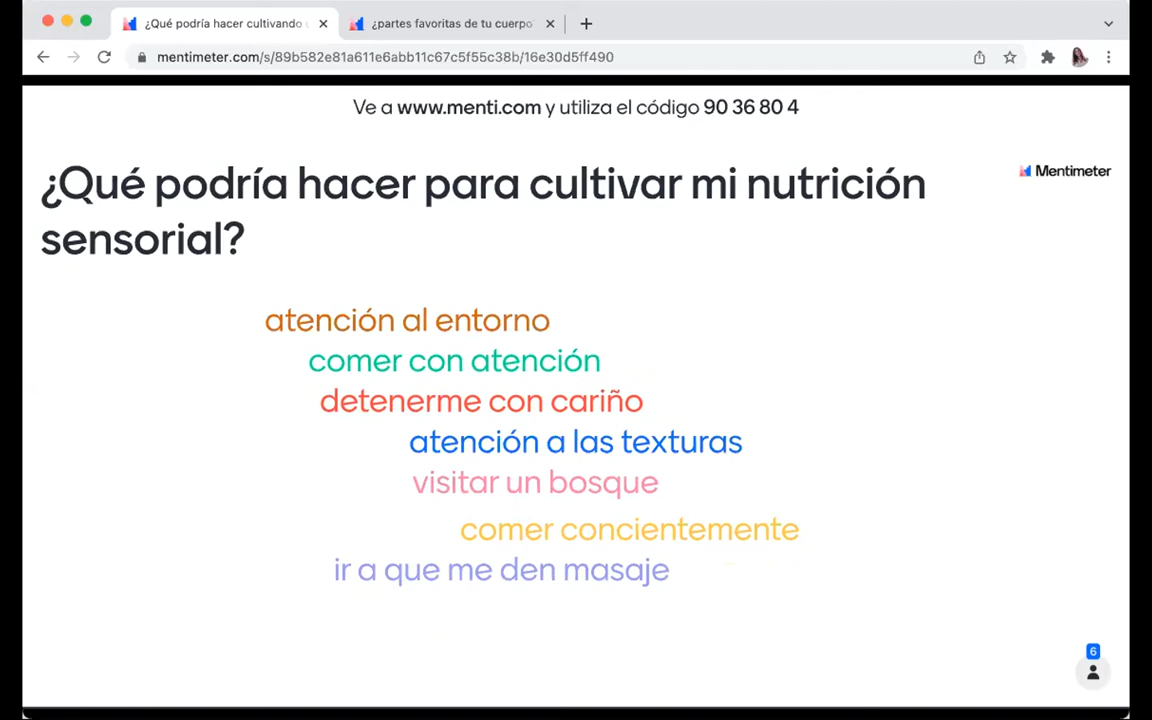 ¿Qué podría hacer cultivando
¿partes favoritas de tu cuerpo
mentimeter.com/s/89b582e81a611e6abb11c67c5f55c38b/16e30d5ff490
Ve a www.menti.com y utiliza el código 90 36 80 4
¿Qué podría hacer para cultivar mi nutrición
sensorial?
Mentimeter
atención al entorno
comer con atención
detenerme con cariño
atención a las texturas
visitar un bosque
comer concientemente
ir a que me den masaje
6